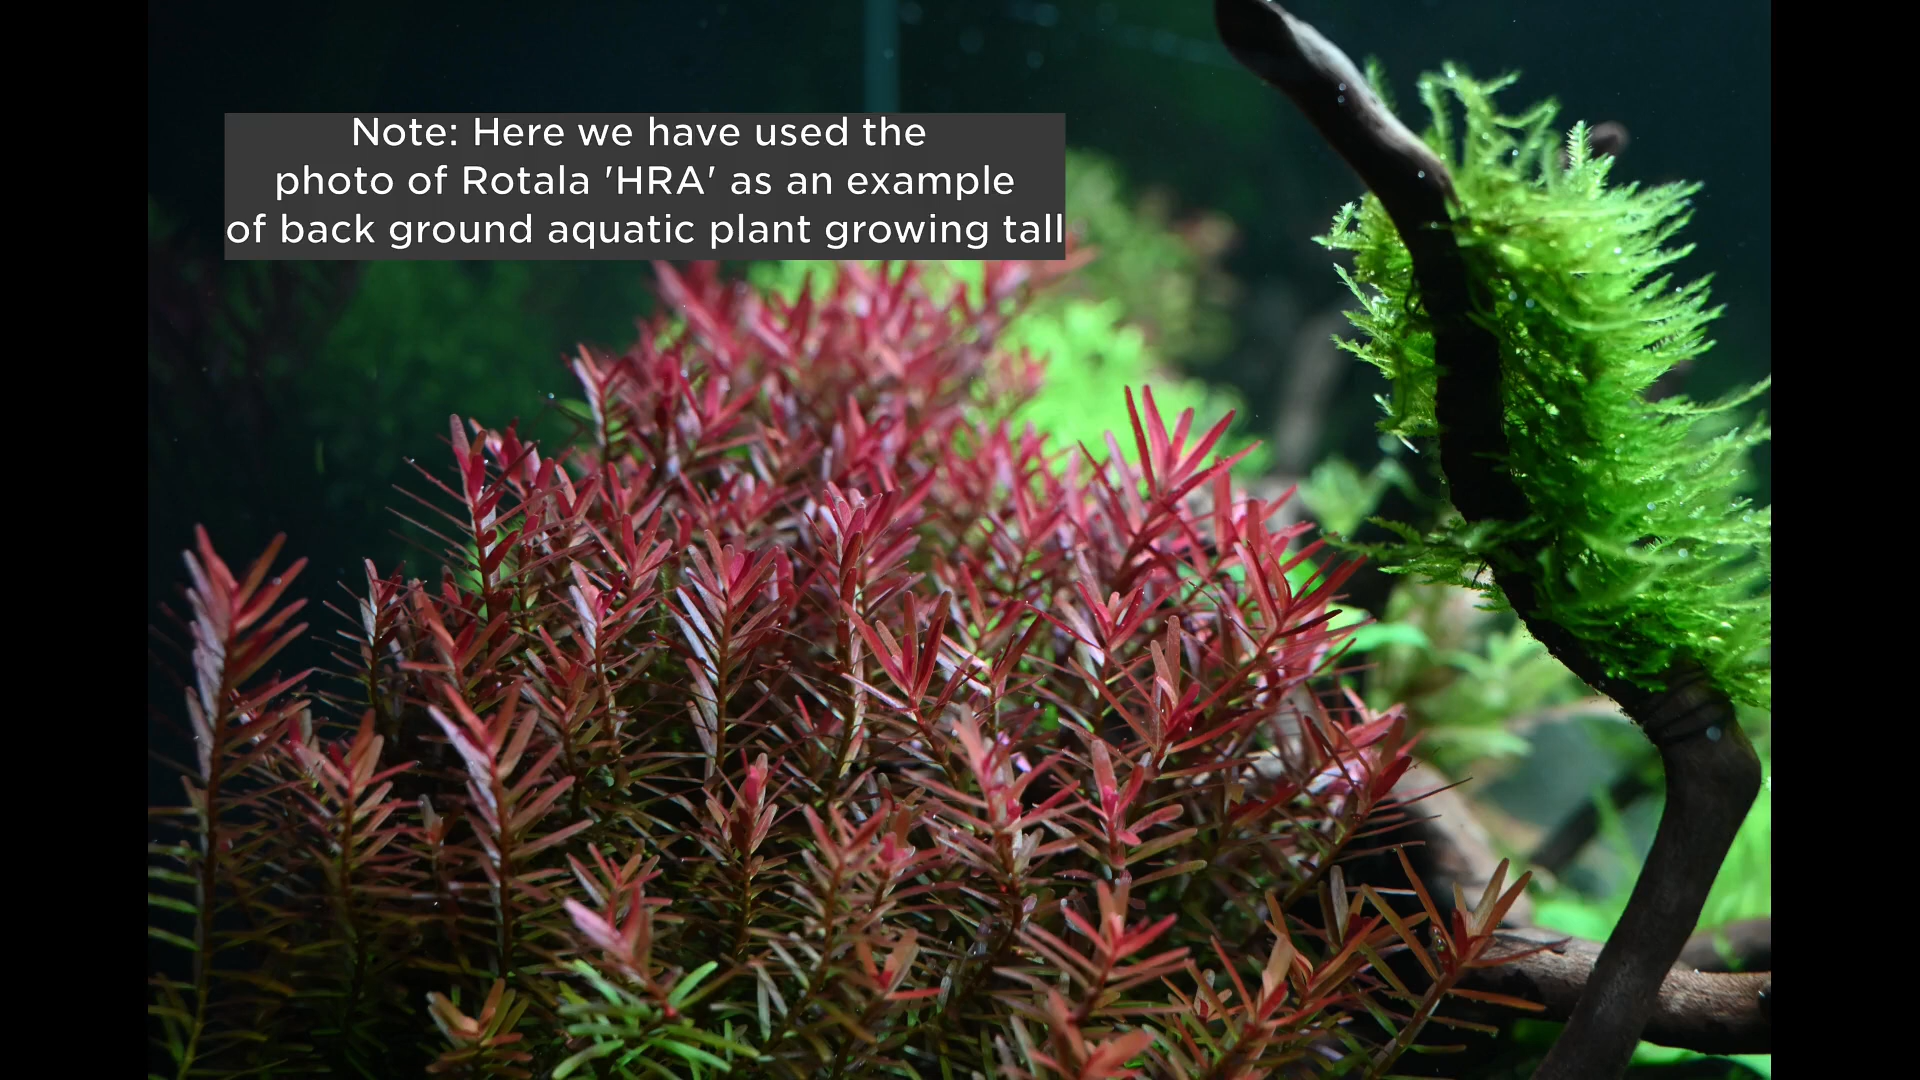 Note: Here we have used the
photo of Rotala 'HRA' as an example
of back ground aquatic plant growing tall